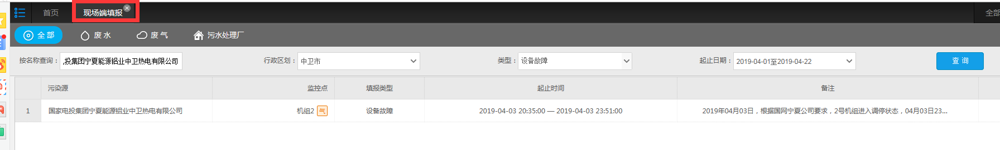 首页 现场端填报 全部
全部 废水 废气 污水处理厂
按名称查询： 投集团宁夏能源铝业中卫热电有限公司 行政区划： 中卫市 类型： 设备故障 起止日期： 2019-04-01至2019-04-22 查询
污染源 监控点 填报类型 起止时间 备注
1 国家电投集团宁夏能源铝业中卫热电有限公司 机组2 气 设备故障 2019-04-03 20:35:00 — 2019-04-03 23:51:00 2019年04月03日，根据国网宁夏公司要求，2号机组进入调停状态，04月03日23...